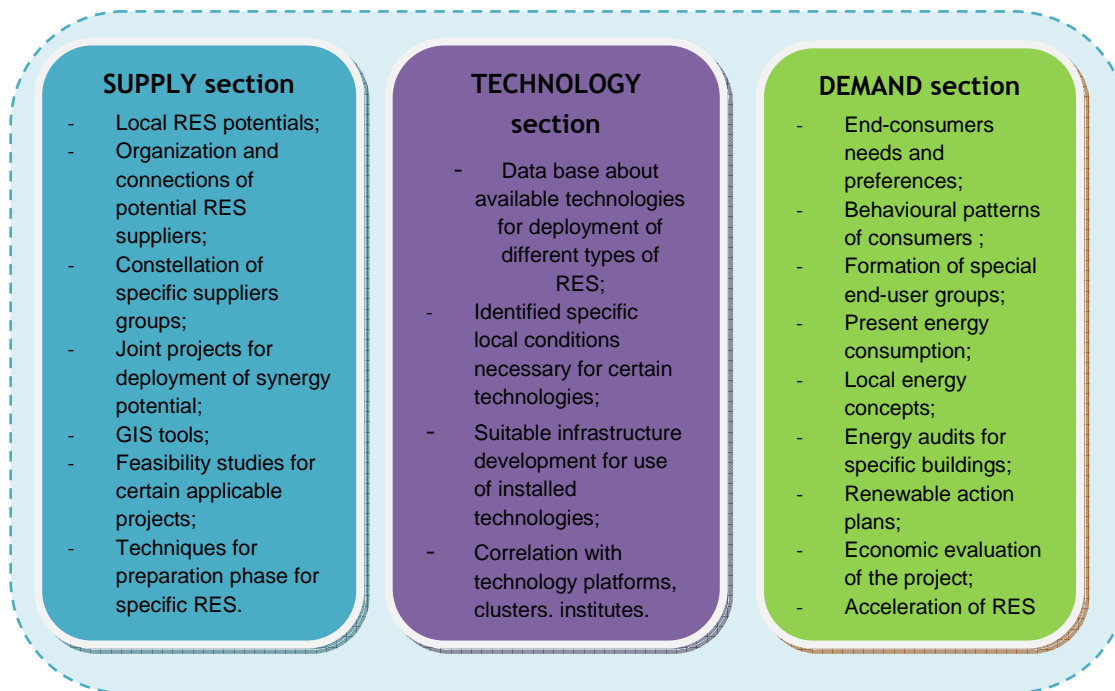 SUPPLY section
- Local RES potentials;
- Organization and
connections of
potential RES
suppliers;
- Constellation of
specific suppliers
groups;
- Joint projects for
deployment of synergy
potential;
- GIS tools;
- Feasibility studies for
certain applicable
projects;
- Techniques for
preparation phase for
specific RES.
TECHNOLOGY
section
- Data base about
available technologies
for deployment of
different types of
RES;
- Identified specific
local conditions
necessary for certain
technologies;
- Suitable infrastructure
development for use
of installed
technologies;
- Correlation with
technology platforms,
clusters. institutes.
DEMAND section
- End-consumers
needs and
preferences;
- Behavioural patterns
of consumers ;
- Formation of special
end-user groups;
- Present energy
consumption;
- Local energy
concepts;
- Energy audits for
specific buildings;
- Renewable action
plans;
- Economic evaluation
of the project;
- Acceleration of RES